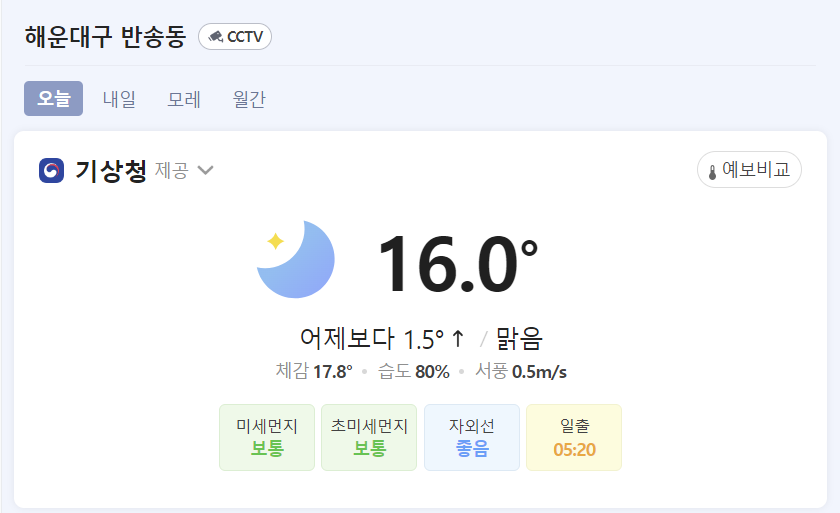 해운대구 반송동 CCTV
오늘 내일 모레 월간
기상청 제공 예보비교
16.0°
어제보다 1.5° ↑ / 맑음
체감 17.8° • 습도 80% • 서풍 0.5m/s
미세먼지 초미세먼지 자외선 일출
보통 보통 좋음 05:20